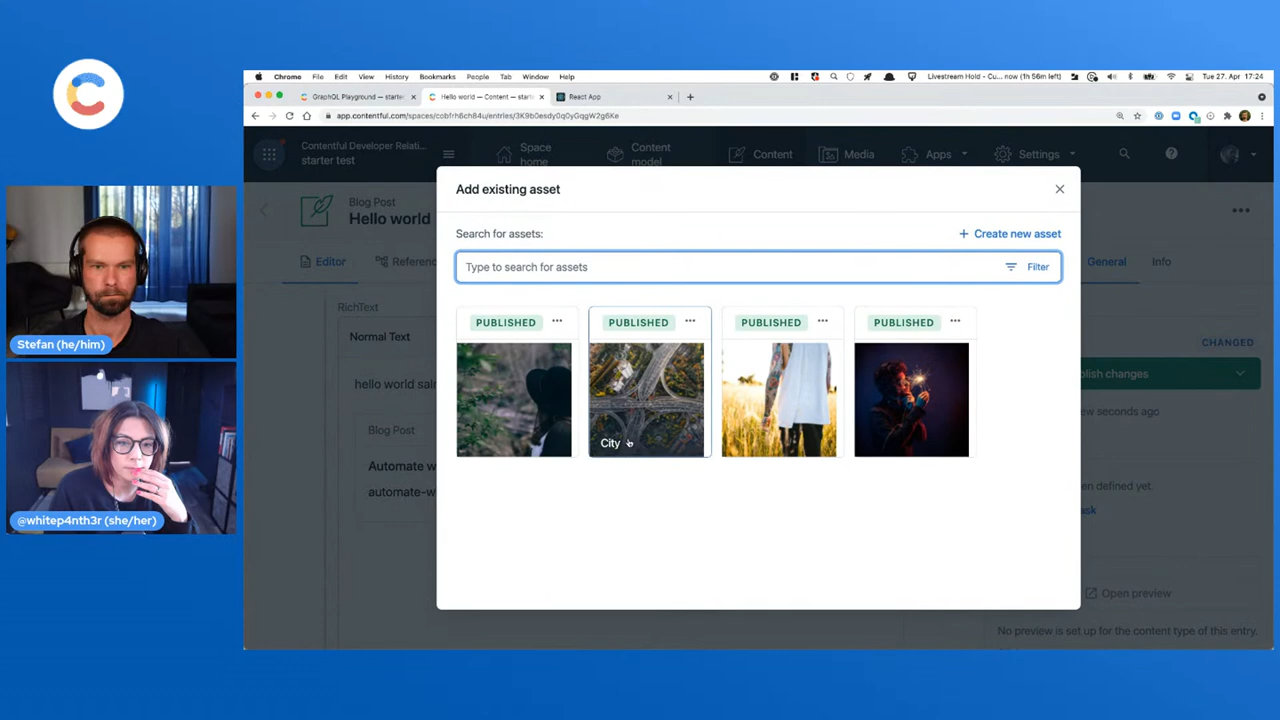 Chrome File Edit View History Bookmarks People Tab Window Help
Livestream Hold - Cu... now (1h 56m left) Tue 27. Apr 17:24
GraphQL Playground — starte
Hello world — Content — start
React App
app.contentful.com/spaces/cobfrh6ch84u/entries/3K9b0esdy0q0yGqgW2g6Ke
Contentful Developer Relati...
starter test
Space home
Content model
Content
Media
Apps
Settings
Blog Post
Hello world
Editor
Referenc
General
Info
Add existing asset
Search for assets:
+ Create new asset
Type to search for assets
Filter
PUBLISHED
PUBLISHED
PUBLISHED
PUBLISHED
City
RichText
Normal Text
hello world
Blog Post
Automate w
automate-w
CHANGED
blish changes
ew seconds ago
en defined yet.
ask
Open preview
No preview is set up for the content type of this entry.
Stefan (he/him)
@whitep4nth3r (she/her)